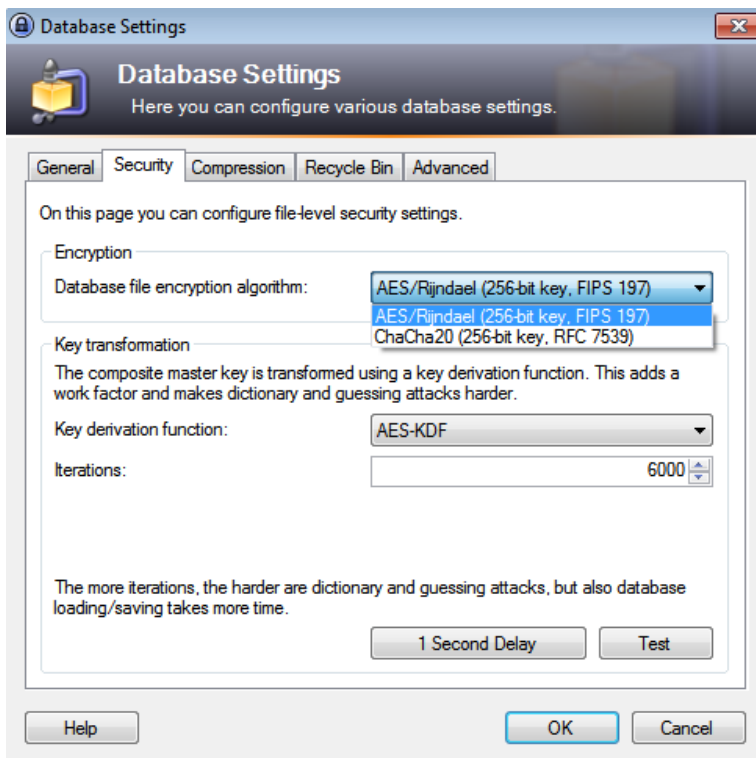 Database Settings
Database Settings
Here you can configure various database settings.
General Security Compression Recycle Bin Advanced
On this page you can configure file-level security settings.
Encryption
Database file encryption algorithm: AES/Rijndael (256-bit key, FIPS 197)
AES/Rijndael (256-bit key, FIPS 197)
ChaCha20 (256-bit key, RFC 7539)
Key transformation
The composite master key is transformed using a key derivation function. This adds a
work factor and makes dictionary and guessing attacks harder.
Key derivation function: AES-KDF
Iterations: 6000
The more iterations, the harder are dictionary and guessing attacks, but also database
loading/saving takes more time.
1 Second Delay Test
Help OK Cancel